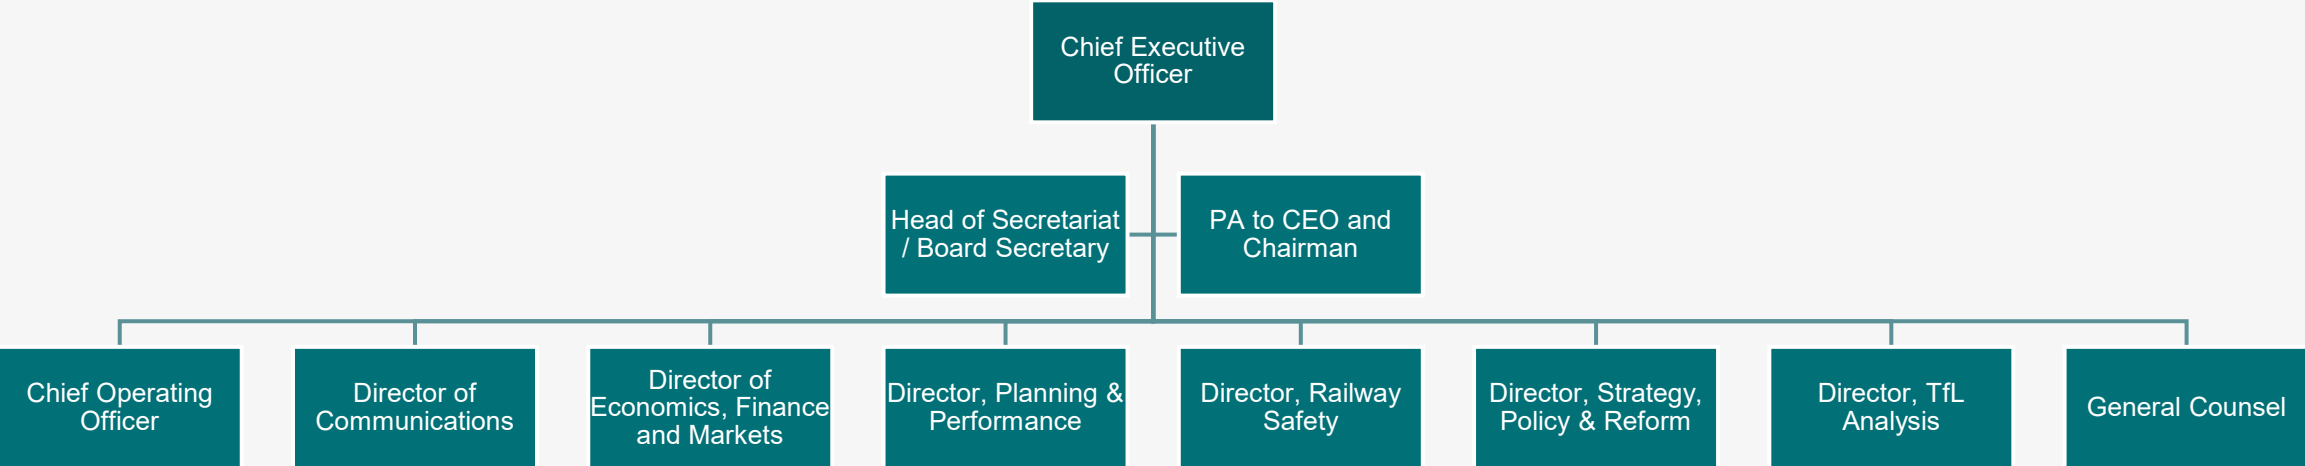 Chief Executive
Officer
Head of Secretariat
/ Board Secretary
PA to CEO and
Chairman
Chief Operating
Officer
Director of
Communications
Director of
Economics, Finance
and Markets
Director, Planning &
Performance
Director, Railway
Safety
Director, Strategy,
Policy & Reform
Director, TfL
Analysis
General Counsel